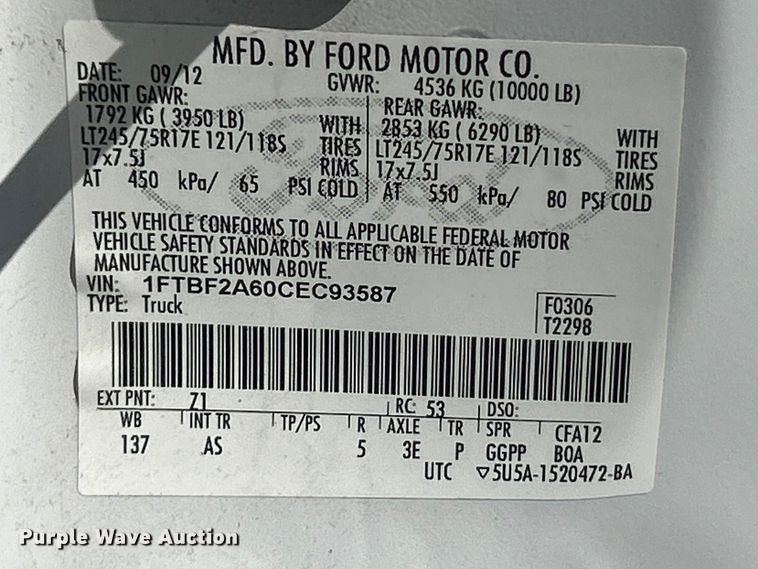 MFD. BY FORD MOTOR CO.
DATE: 09/12 GVWR: 4536 KG (10000 LB)
FRONT GAWR: REAR GAWR:
1792 KG ( 3950 LB) WITH 2853 KG ( 6290 LB) WITH
LT245/75R17E 121/118S TIRES LT245/75R17E 121/118S TIRES
17x7.5J RIMS 17x7.5J RIMS
AT 450 kPa/ 65 PSI COLD AT 550 kPa/ 80 PSI COLD
THIS VEHICLE CONFORMS TO ALL APPLICABLE FEDERAL MOTOR
VEHICLE SAFETY STANDARDS IN EFFECT ON THE DATE OF
MANUFACTURE SHOWN ABOVE.
VIN: 1FTBF2A60CEC93587
TYPE: Truck
F0306
T2298
EXT PNT: Z1 RC: 53 DSO:
WB INT TR TP/PS R AXLE TR SPR CFA12
137 AS 5 3E P GGPP BOA
UTC ▽5U5A-1520472-BA
Purple Wave Auction